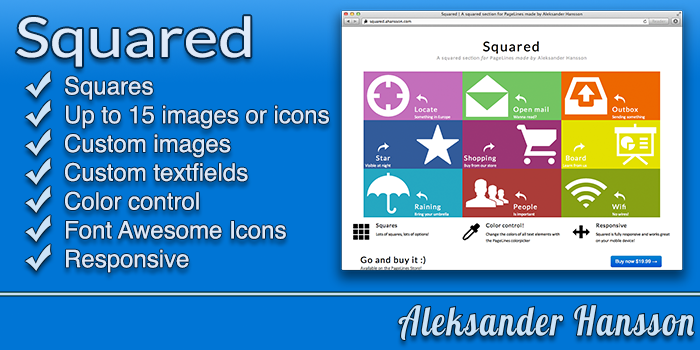 Squared
Squares
Up to 15 images or icons
Custom images
Custom textfields
Color control
Font Awesome Icons
Responsive
Squared | A squared section for PageLines made by Aleksander Hansson
squared.ahansson.com
Squared
A squared section for PageLines made by Aleksander Hansson
Locate
Something in Europe
Open mail
Wanna read?
Outbox
Sending something
Star
Visible at night
Shopping
Buy from our store
Board
Learn from us
Raining
Bring your umbrella
People
Is important
Wifi
No wires!
Squares
Lots of squares, lots of options!
Color control!
Change the colors of all text elements with
the PageLines colorpicker
Responsive
Squared is fully responsive and works great
on your mobile device!
Go and buy it :)
Available on the PageLines Store!
Buy now $19.99 →
Aleksander Hansson